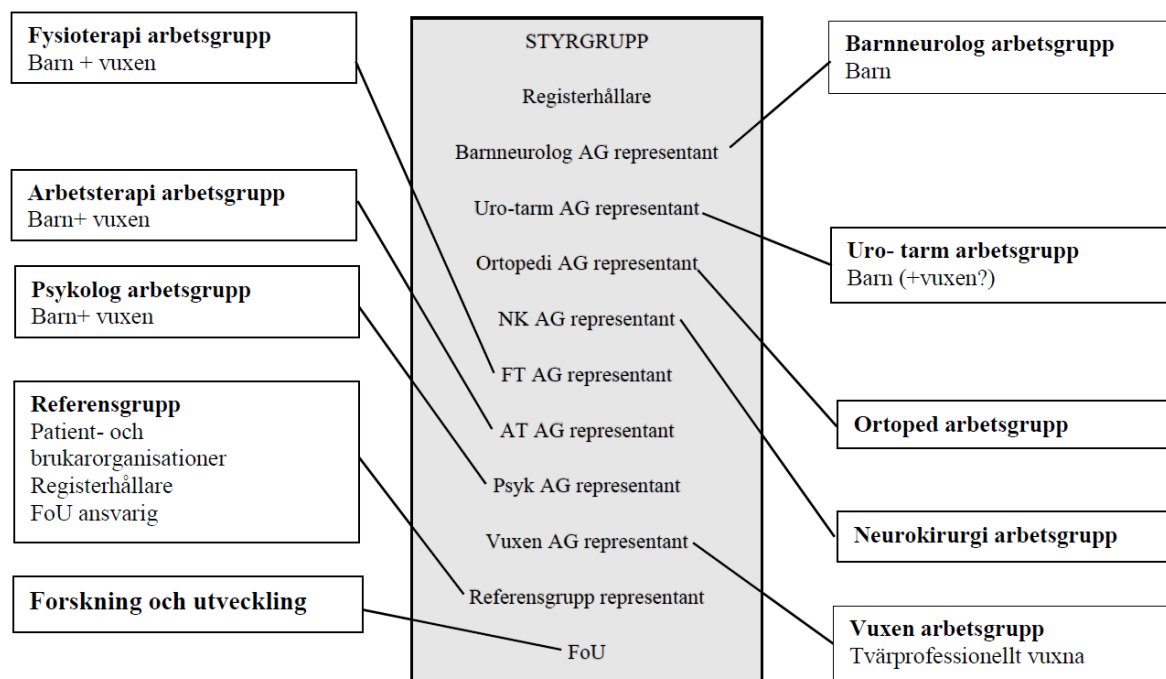 Fysioterapi arbetsgrupp
Barn + vuxen
Arbetsterapi arbetsgrupp
Barn+ vuxen
Psykolog arbetsgrupp
Barn+ vuxen
Referensgrupp
Patient- och
brukarorganisationer
Registerhållare
FoU ansvarig
Forskning och utveckling
STYRGRUPP
Registerhållare
Barnneurolog AG representant
Uro-tarm AG representant
Ortopedi AG representant
NK AG representant
FT AG representant
AT AG representant
Psyk AG representant
Vuxen AG representant
Referensgrupp representant
FoU
Barnneurolog arbetsgrupp
Barn
Uro- tarm arbetsgrupp
Barn (+vuxen?)
Ortoped arbetsgrupp
Neurokirurgi arbetsgrupp
Vuxen arbetsgrupp
Tvärprofessionellt vuxna